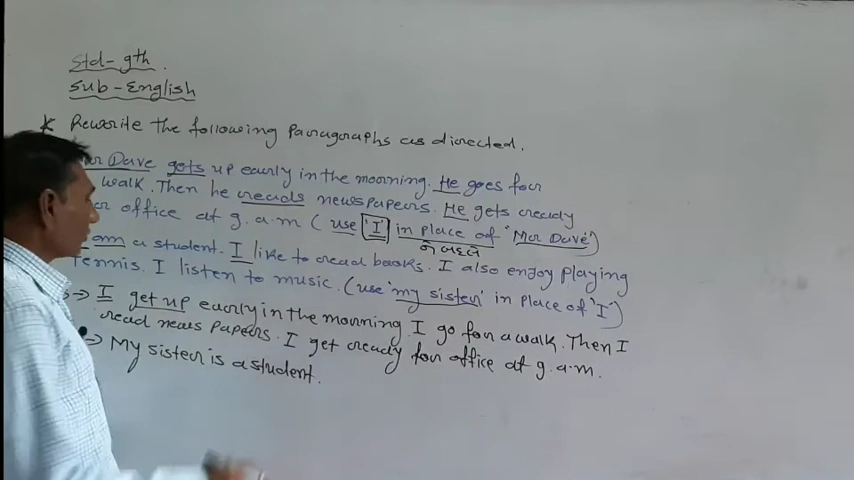 Std-9th.
Sub-English
* Rewrite the following Paragraphs as directed.
Mr Dave gets up early in the morning. He goes for
walk. Then he reads newspapers. He gets ready
office at 9.a.m (use 'I' in place of 'Mr Dave')
ને બદલે
I am a student. I like to read books. I also enjoy playing
Tennis. I listen to music. (use 'my sister' in place of 'I')
→ I get up early in the morning. I go for a walk. Then I
read news papers. I get ready for office at 9.a.m.
→ My sister is a student.